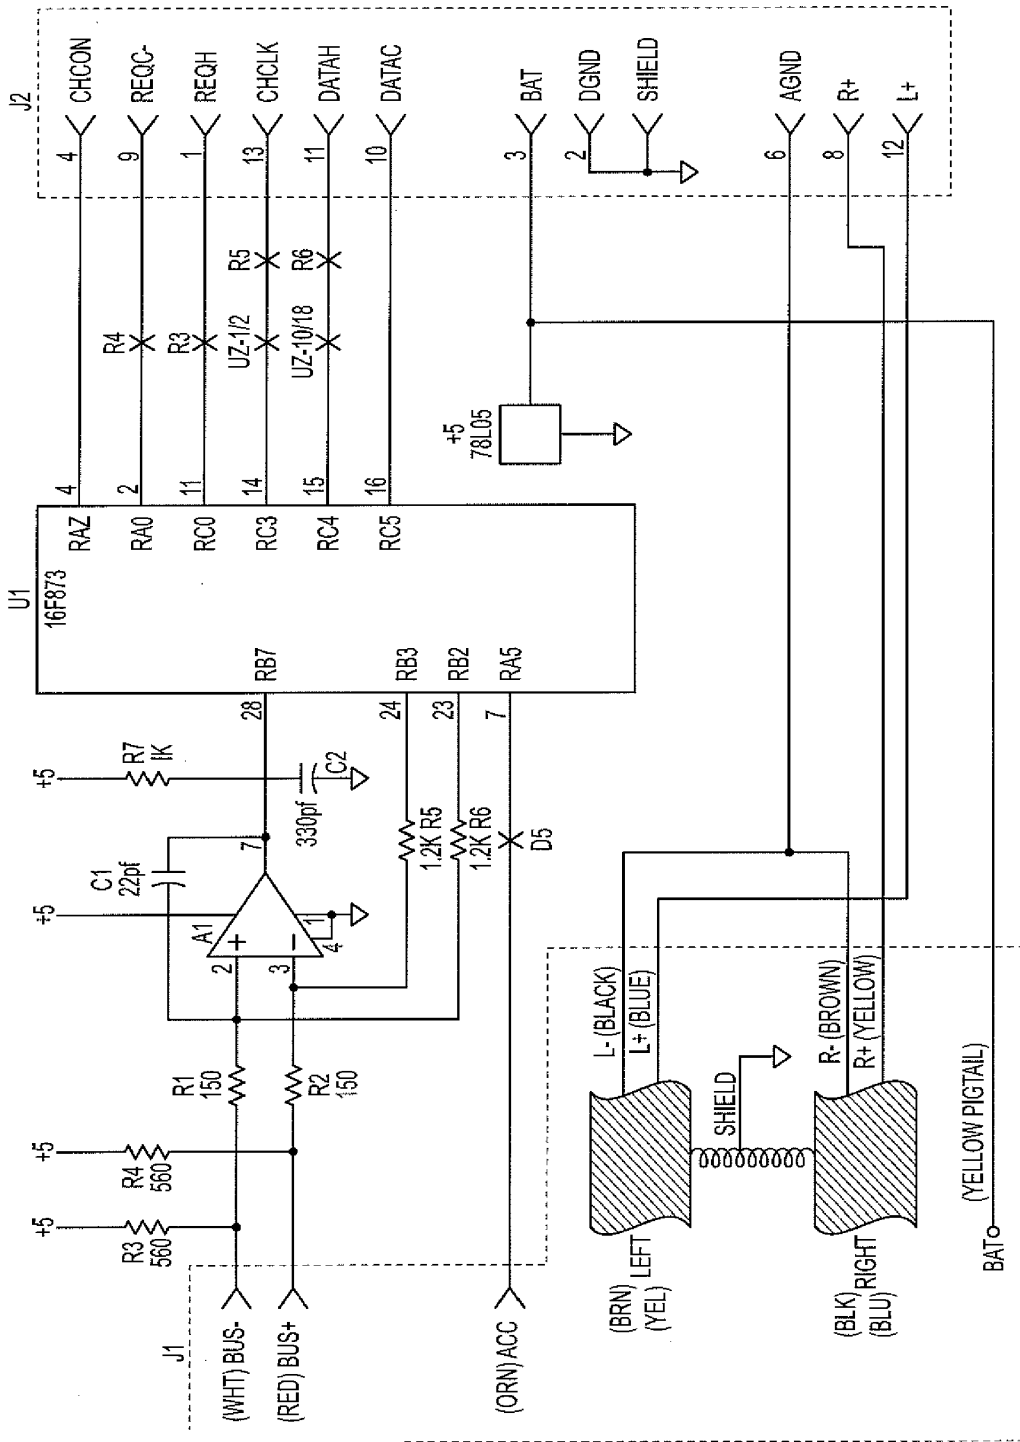 J2
4 CHCON
9 REQC-
1 REQH
13 CHCLK
11 DATAH
10 DATAC
3 BAT
2 DGND
SHIELD
6 AGND
8 R+
12 L+
R4
R3
R5
UZ-1/2
R6
UZ-10/18
+5
78L05
U1
16F873
4 RAZ
2 RA0
11 RC0
14 RC3
15 RC4
16 RC5
28 RB7
24 RB3
23 RB2
7 RA5
+5
R7
1K
330pf
C2
C1
22pf
+5
A1
+
-
2
3
7
1
4
1.2K R5
1.2K R6
D5
R1
150
R2
150
+5
R4
560
+5
R3
560
J1
(WHT) BUS-
(RED) BUS+
(ORN) ACC
L- (BLACK)
L+ (BLUE)
SHIELD
R- (BROWN)
R+ (YELLOW)
(BRN)
LEFT
(YEL)
(BLK)
RIGHT
(BLU)
BAT
(YELLOW PIGTAIL)